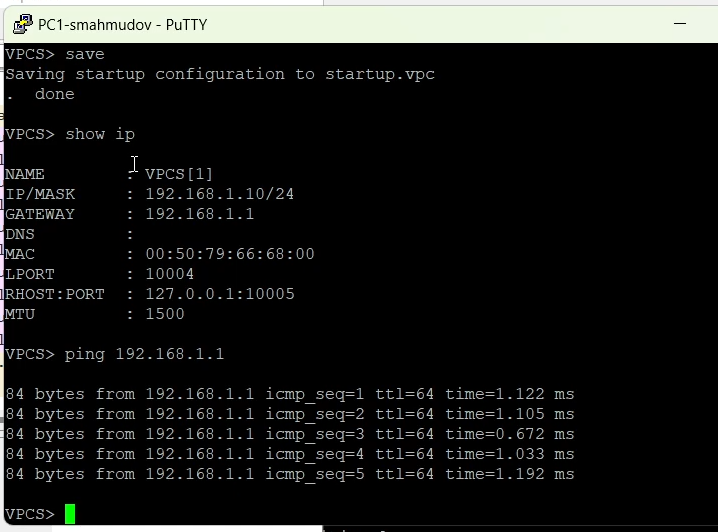 PC1-smahmudov - PuTTY
VPCS> save
Saving startup configuration to startup.vpc
.  done
VPCS> show ip
NAME        : VPCS[1]
IP/MASK     : 192.168.1.10/24
GATEWAY     : 192.168.1.1
DNS         :
MAC         : 00:50:79:66:68:00
LPORT       : 10004
RHOST:PORT  : 127.0.0.1:10005
MTU         : 1500
VPCS> ping 192.168.1.1
84 bytes from 192.168.1.1 icmp_seq=1 ttl=64 time=1.122 ms
84 bytes from 192.168.1.1 icmp_seq=2 ttl=64 time=1.105 ms
84 bytes from 192.168.1.1 icmp_seq=3 ttl=64 time=0.672 ms
84 bytes from 192.168.1.1 icmp_seq=4 ttl=64 time=1.033 ms
84 bytes from 192.168.1.1 icmp_seq=5 ttl=64 time=1.192 ms
VPCS>